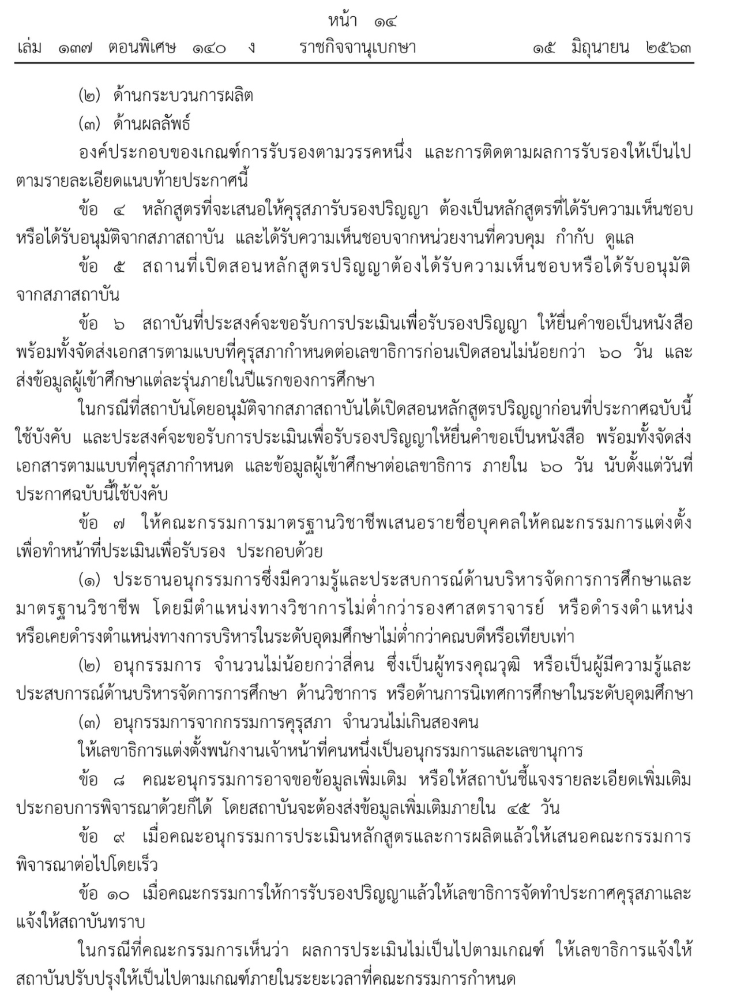 หน้า ๑๔
เล่ม ๑๓๗ ตอนพิเศษ ๑๔๐ ง ราชกิจจานุเบกษา ๑๕ มิถุนายน ๒๕๖๓
(๒) ด้านกระบวนการผลิต
(๓) ด้านผลลัพธ์
องค์ประกอบของเกณฑ์การรับรองตามวรรคหนึ่ง และการติดตามผลการรับรองให้เป็นไป
ตามรายละเอียดแนบท้ายประกาศนี้
ข้อ ๔ หลักสูตรที่จะเสนอให้คุรุสภารับรองปริญญา ต้องเป็นหลักสูตรที่ได้รับความเห็นชอบ
หรือได้รับอนุมัติจากสภาสถาบัน และได้รับความเห็นชอบจากหน่วยงานที่ควบคุม กำกับ ดูแล
ข้อ ๕ สถานที่เปิดสอนหลักสูตรปริญญาต้องได้รับความเห็นชอบหรือได้รับอนุมัติ
จากสภาสถาบัน
ข้อ ๖ สถาบันที่ประสงค์จะขอรับการประเมินเพื่อรับรองปริญญา ให้ยื่นคำขอเป็นหนังสือ
พร้อมทั้งจัดส่งเอกสารตามแบบที่คุรุสภากำหนดต่อเลขาธิการก่อนเปิดสอนไม่น้อยกว่า ๖๐ วัน และ
ส่งข้อมูลผู้เข้าศึกษาแต่ละรุ่นภายในปีแรกของการศึกษา
ในกรณีที่สถาบันโดยอนุมัติจากสภาสถาบันได้เปิดสอนหลักสูตรปริญญาก่อนที่ประกาศฉบับนี้
ใช้บังคับ และประสงค์จะขอรับการประเมินเพื่อรับรองปริญญาให้ยื่นคำขอเป็นหนังสือ พร้อมทั้งจัดส่ง
เอกสารตามแบบที่คุรุสภากำหนด และข้อมูลผู้เข้าศึกษาต่อเลขาธิการ ภายใน ๖๐ วัน นับตั้งแต่วันที่
ประกาศฉบับนี้ใช้บังคับ
ข้อ ๗ ให้คณะกรรมการมาตรฐานวิชาชีพเสนอรายชื่อบุคคลให้คณะกรรมการแต่งตั้ง
เพื่อทำหน้าที่ประเมินเพื่อรับรอง ประกอบด้วย
(๑) ประธานอนุกรรมการซึ่งมีความรู้และประสบการณ์ด้านบริหารจัดการการศึกษาและ
มาตรฐานวิชาชีพ โดยมีตำแหน่งทางวิชาการไม่ต่ำกว่ารองศาสตราจารย์ หรือดำรงตำแหน่ง
หรือเคยดำรงตำแหน่งทางการบริหารในระดับอุดมศึกษาไม่ต่ำกว่าคณบดีหรือเทียบเท่า
(๒) อนุกรรมการ จำนวนไม่น้อยกว่าสี่คน ซึ่งเป็นผู้ทรงคุณวุฒิ หรือเป็นผู้มีความรู้และ
ประสบการณ์ด้านบริหารจัดการการศึกษา ด้านวิชาการ หรือด้านการนิเทศการศึกษาในระดับอุดมศึกษา
(๓) อนุกรรมการจากกรรมการคุรุสภา จำนวนไม่เกินสองคน
ให้เลขาธิการแต่งตั้งพนักงานเจ้าหน้าที่คนหนึ่งเป็นอนุกรรมการและเลขานุการ
ข้อ ๘ คณะอนุกรรมการอาจขอข้อมูลเพิ่มเติม หรือให้สถาบันชี้แจงรายละเอียดเพิ่มเติม
ประกอบการพิจารณาด้วยก็ได้ โดยสถาบันจะต้องส่งข้อมูลเพิ่มเติมภายใน ๔๕ วัน
ข้อ ๙ เมื่อคณะอนุกรรมการประเมินหลักสูตรและการผลิตแล้วให้เสนอคณะกรรมการ
พิจารณาต่อไปโดยเร็ว
ข้อ ๑๐ เมื่อคณะกรรมการให้การรับรองปริญญาแล้วให้เลขาธิการจัดทำประกาศคุรุสภาและ
แจ้งให้สถาบันทราบ
ในกรณีที่คณะกรรมการเห็นว่า ผลการประเมินไม่เป็นไปตามเกณฑ์ ให้เลขาธิการแจ้งให้
สถาบันปรับปรุงให้เป็นไปตามเกณฑ์ภายในระยะเวลาที่คณะกรรมการกำหนด